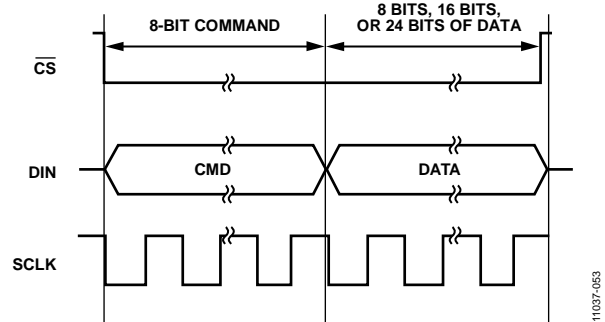 8-BIT COMMAND
8 BITS, 16 BITS,
OR 24 BITS OF DATA
CS
DIN
CMD
DATA
SCLK
11037-053